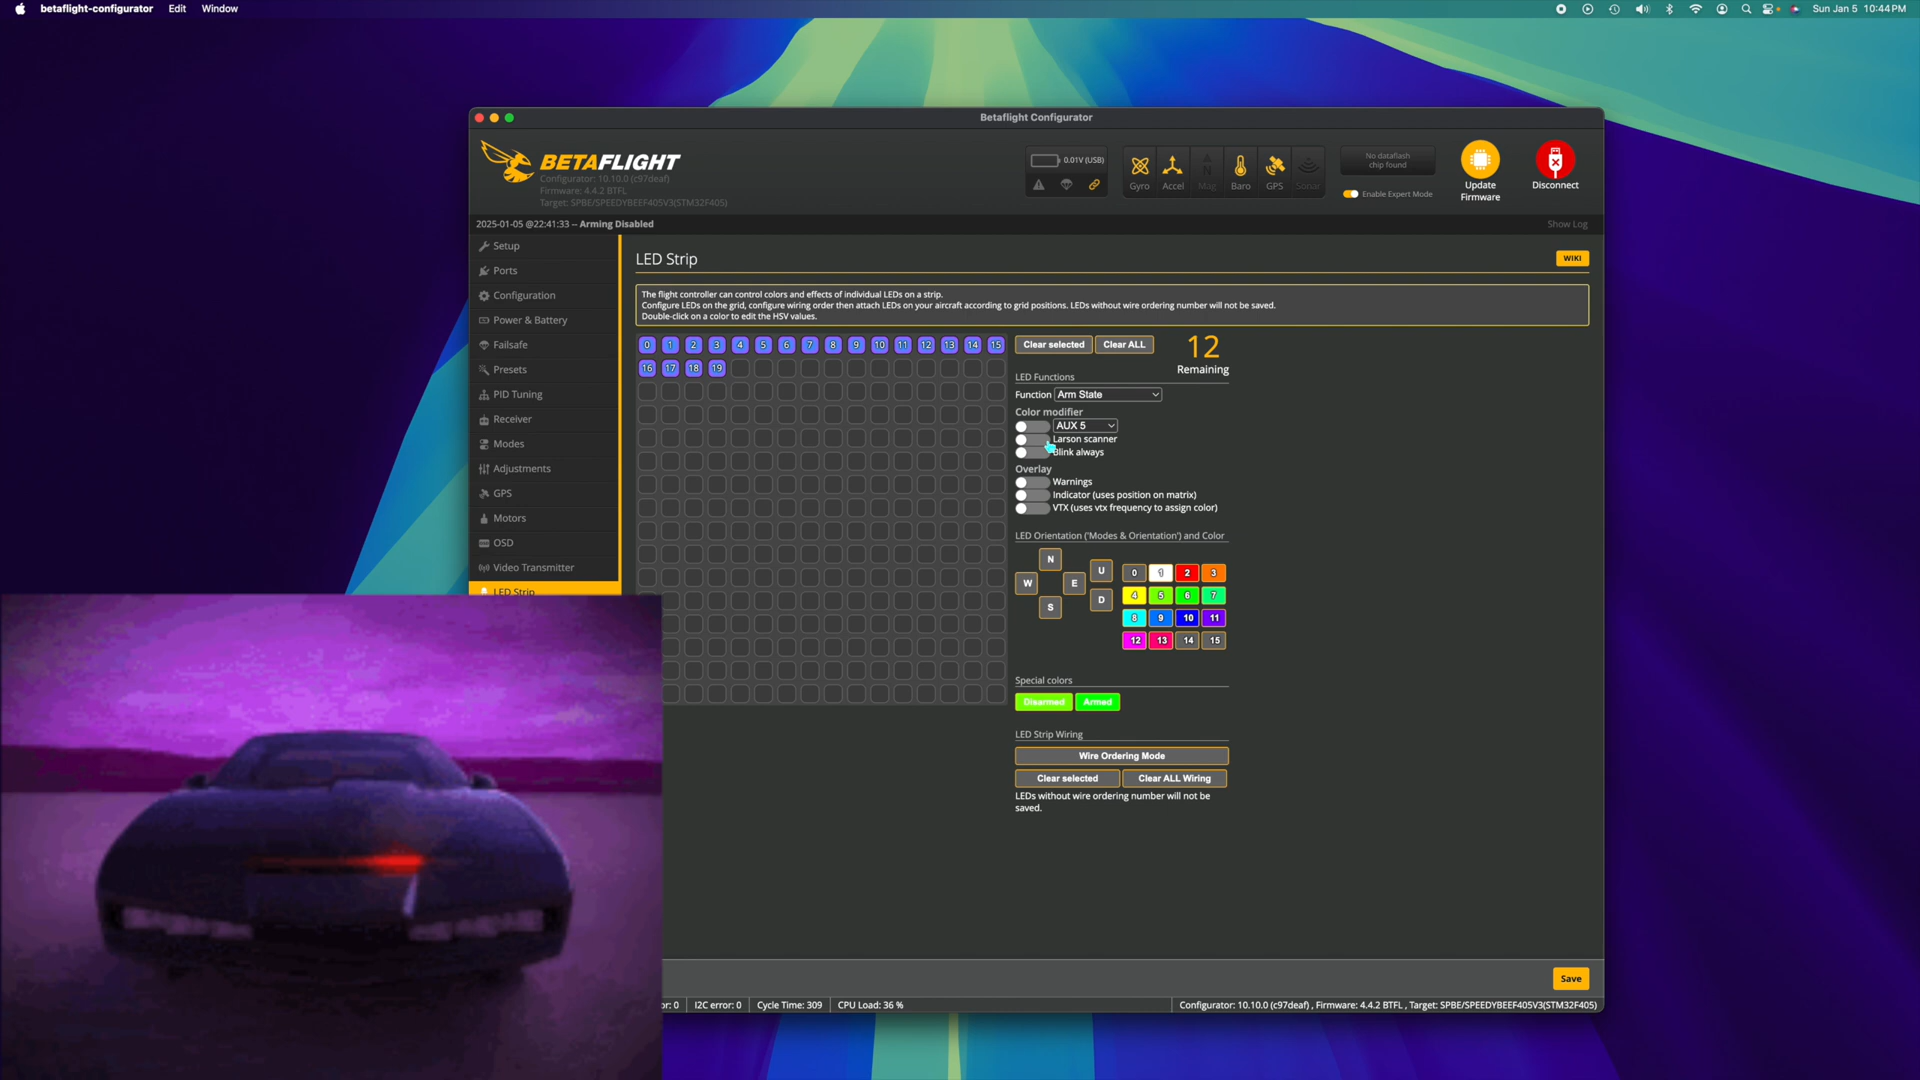 betaflight-configurator Edit Window
Sun Jan 5 10:44 PM
Betaflight Configurator
BETAFLIGHT
Configurator: 10.10.0 (c97deaf)
Firmware: 4.4.2 BTFL
Target: SPBE/SPEEDYBEEF405V3(STM32F405)
0.01V (USB)
Gyro Accel Mag Baro GPS Sonar
No dataflash
chip found
Enable Expert Mode
Update
Firmware
Disconnect
2025-01-05 @22:41:33 -- Arming Disabled
Show Log
Setup
Ports
Configuration
Power & Battery
Failsafe
Presets
PID Tuning
Receiver
Modes
Adjustments
GPS
Motors
OSD
Video Transmitter
LED Strip
LED Strip
WIKI
The flight controller can control colors and effects of individual LEDs on a strip.
Configure LEDs on the grid, configure wiring order then attach LEDs on your aircraft according to grid positions. LEDs without wire ordering number will not be saved.
Double-click on a color to edit the HSV values.
0 1 2 3 4 5 6 7 8 9 10 11 12 13 14 15
16 17 18 19
Clear selected Clear ALL
12
Remaining
LED Functions
Function Arm State
Color modifier
AUX 5
Larson scanner
Blink always
Overlay
Warnings
Indicator (uses position on matrix)
VTX (uses vtx frequency to assign color)
LED Orientation ('Modes & Orientation') and Color
N
W E
S
U
D
0 1 2 3
4 5 6 7
8 9 10 11
12 13 14 15
Special colors
Disarmed Armed
LED Strip Wiring
Wire Ordering Mode
Clear selected Clear ALL Wiring
LEDs without wire ordering number will not be
saved.
Save
or: 0 I2C error: 0 Cycle Time: 309 CPU Load: 36 %
Configurator: 10.10.0 (c97deaf) , Firmware: 4.4.2 BTFL , Target: SPBE/SPEEDYBEEF405V3(STM32F405)